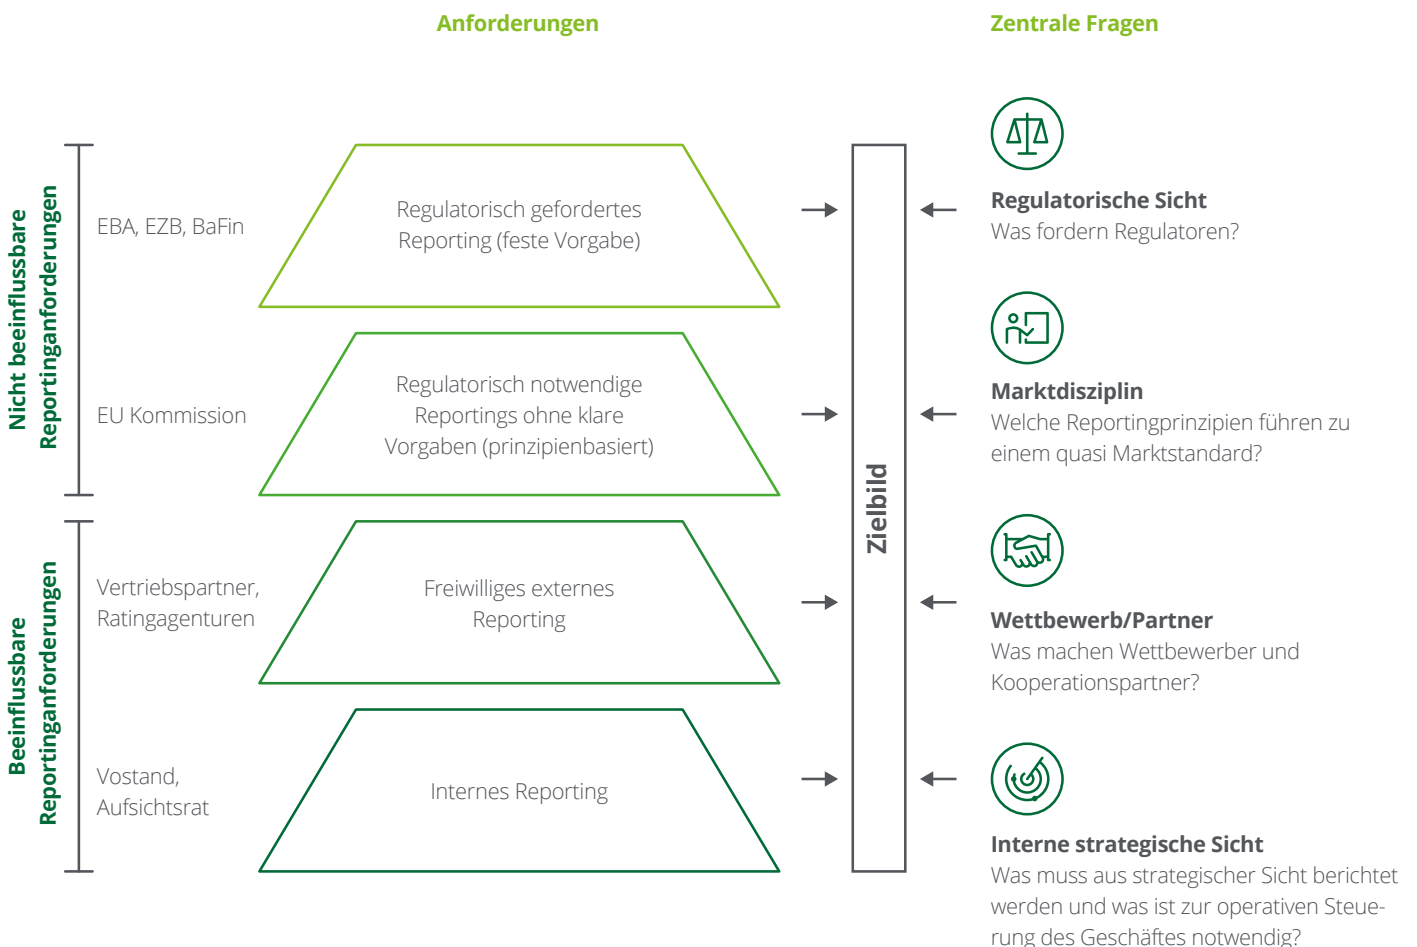 Anforderungen
Zentrale Fragen
Nicht beeinflussbare
Reportinganforderungen
EBA, EZB, BaFin
Regulatorisch gefordertes
Reporting (feste Vorgabe)
Regulatorische Sicht
Was fordern Regulatoren?
EU Kommission
Regulatorisch notwendige
Reportings ohne klare
Vorgaben (prinzipienbasiert)
Marktdisziplin
Welche Reportingprinzipien führen zu
einem quasi Marktstandard?
Zielbild
Beeinflussbare
Reportinganforderungen
Vertriebspartner,
Ratingagenturen
Freiwilliges externes
Reporting
Wettbewerb/Partner
Was machen Wettbewerber und
Kooperationspartner?
Vostand,
Aufsichtsrat
Internes Reporting
Interne strategische Sicht
Was muss aus strategischer Sicht berichtet
werden und was ist zur operativen Steue-
rung des Geschäftes notwendig?